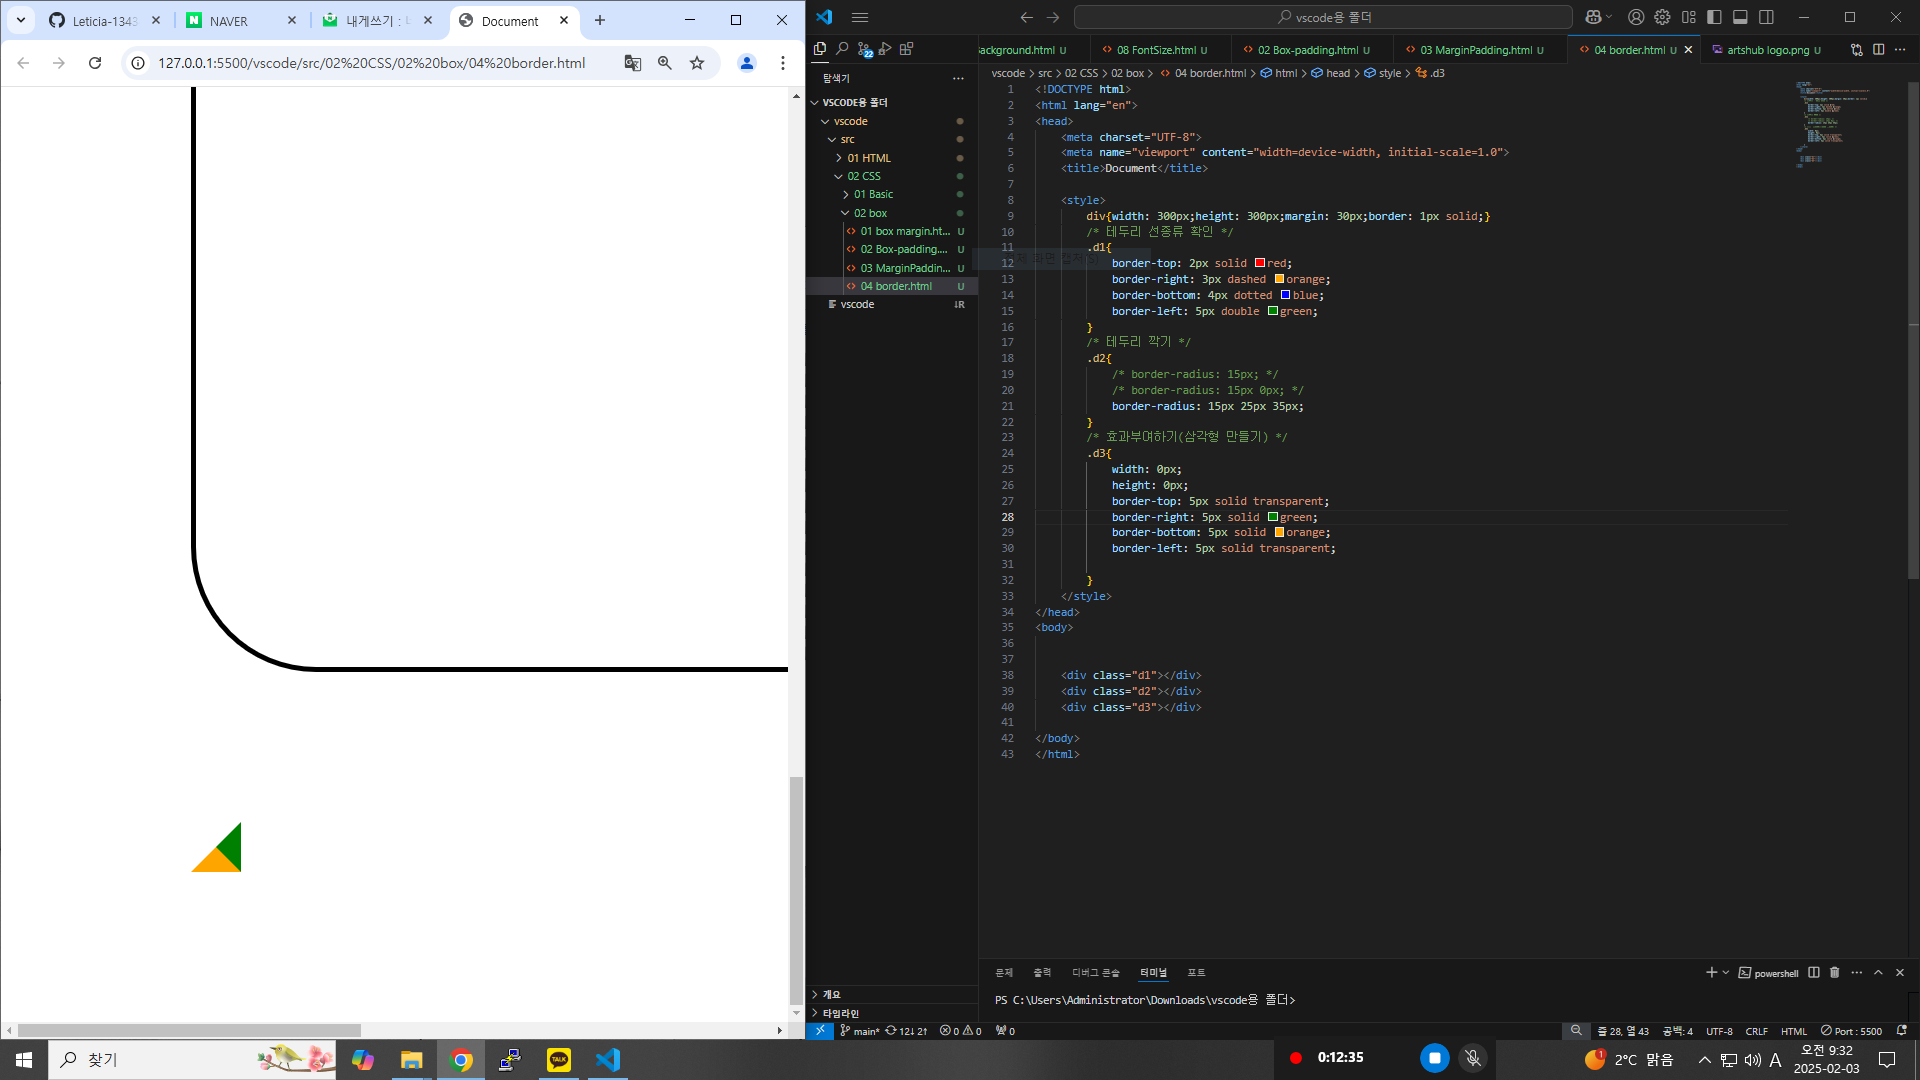 Leticia-1343
NAVER
내게쓰기 : 
Document
127.0.0.1:5500/vscode/src/02%20CSS/02%20box/04%20border.html
vscode용 폴더
탐색기
VSCODE용 폴더
vscode
src
01 HTML
02 CSS
01 Basic
02 box
01 box margin.ht... U
02 Box-padding.... U
03 MarginPaddin... U
04 border.html U
vscode
개요
타임라인
Background.html U
08 FontSize.html U
02 Box-padding.html U
03 MarginPadding.html U
04 border.html U
artshub logo.png U
vscode > src > 02 CSS > 02 box > 04 border.html > html > head > style > .d3
1 <!DOCTYPE html>
2 <html lang="en">
3 <head>
4 <meta charset="UTF-8">
5 <meta name="viewport" content="width=device-width, initial-scale=1.0">
6 <title>Document</title>
7
8 <style>
9 div{width: 300px;height: 300px;margin: 30px;border: 1px solid;}
10 /* 테두리 선종류 확인 */
11 .d1{
12 border-top: 2px solid red;
13 border-right: 3px dashed orange;
14 border-bottom: 4px dotted blue;
15 border-left: 5px double green;
16 }
17 /* 테두리 깍기 */
18 .d2{
19 /* border-radius: 15px; */
20 /* border-radius: 15px 0px; */
21 border-radius: 15px 25px 35px;
22 }
23 /* 효과부여하기(삼각형 만들기) */
24 .d3{
25 width: 0px;
26 height: 0px;
27 border-top: 5px solid transparent;
28 border-right: 5px solid green;
29 border-bottom: 5px solid orange;
30 border-left: 5px solid transparent;
31
32 }
33 </style>
34 </head>
35 <body>
36
37
38 <div class="d1"></div>
39 <div class="d2"></div>
40 <div class="d3"></div>
41
42 </body>
43 </html>
문제 출력 디버그 콘솔 터미널 포트
powershell
PS C:\Users\Administrator\Downloads\vscode용 폴더>
main* 12↓ 2↑ 0 0 0
줄 28, 열 43 공백: 4 UTF-8 CRLF HTML Port : 5500
찾기
TALK
0:12:35
1
2°C 맑음
A
오전 9:32
2025-02-03